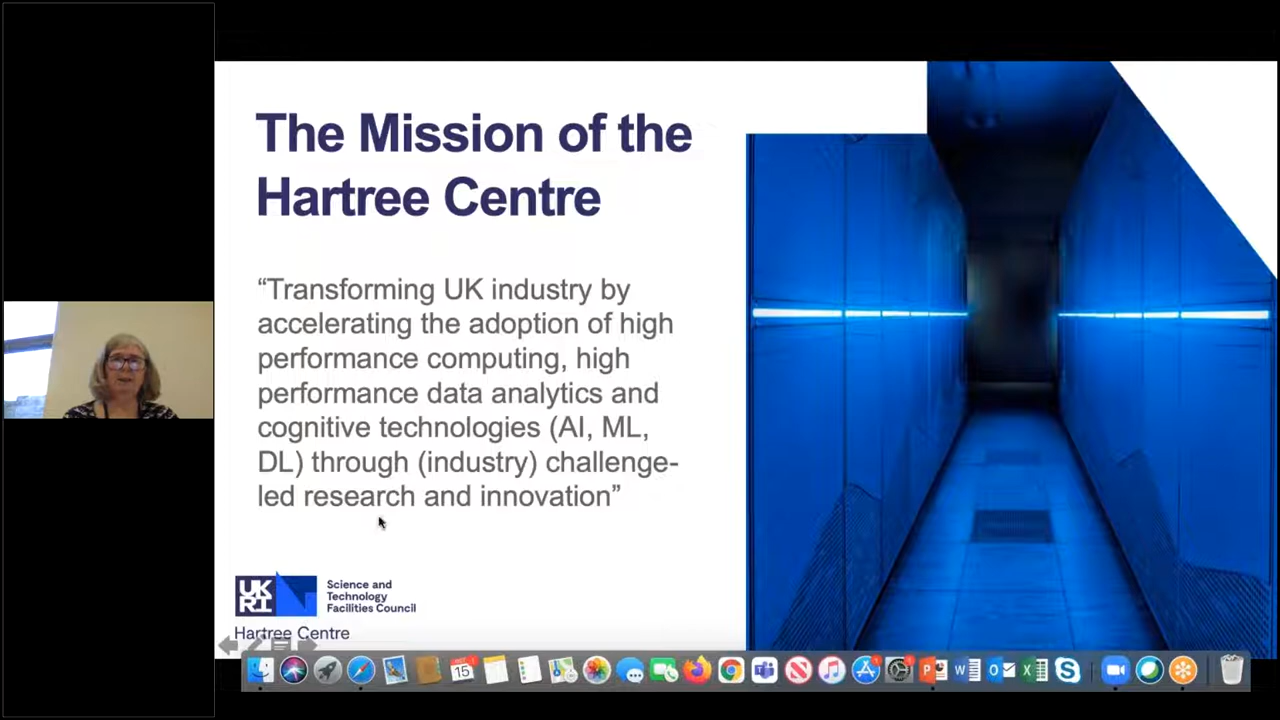 The Mission of the
Hartree Centre
“Transforming UK industry by
accelerating the adoption of high
performance computing, high
performance data analytics and
cognitive technologies (AI, ML,
DL) through (industry) challenge-
led research and innovation”
UK
RI
Science and
Technology
Facilities Council
Hartree Centre
15